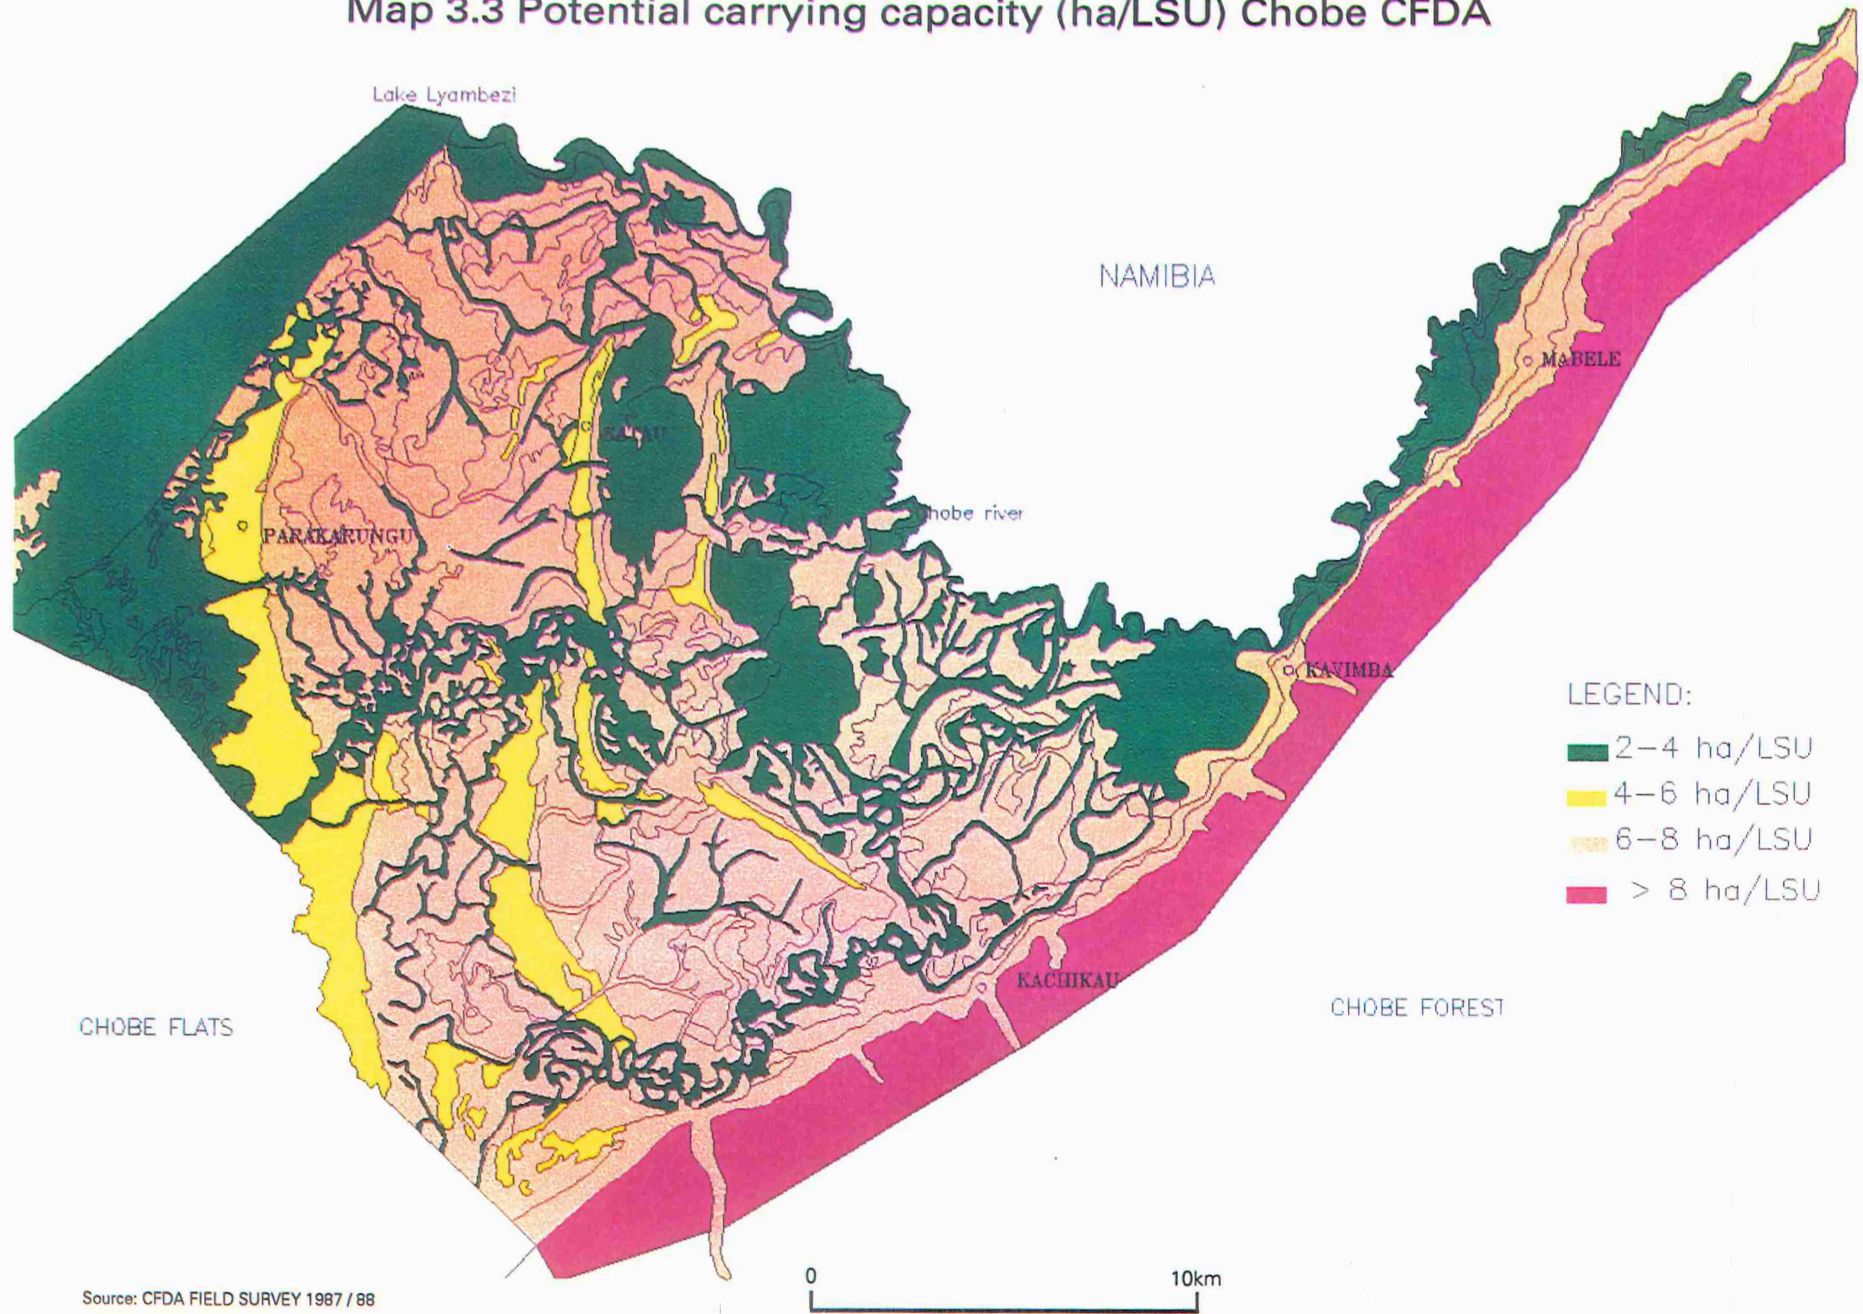 Map 3.3 Potential carrying capacity (ha/LSU) Chobe CFDA
Lake Lyambezi
NAMIBIA
MABELE
SATAU
Chobe river
PARAKARUNGU
KAVIMBA
LEGEND:
2-4 ha/LSU
4-6 ha/LSU
6-8 ha/LSU
> 8 ha/LSU
KACHIKAU
CHOBE FOREST
CHOBE FLATS
0 10km
Source: CFDA FIELD SURVEY 1987 / 88